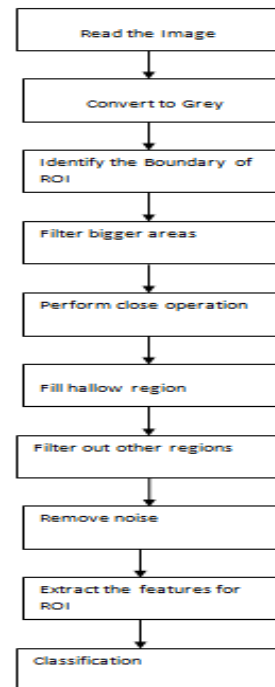 Read the Image
Convert to Grey
Identify the Boundary of
ROI
Filter bigger areas
Perform close operation
Fill hallow region
Filter out other regions
Remove noise
Extract the features for
ROI
Classification